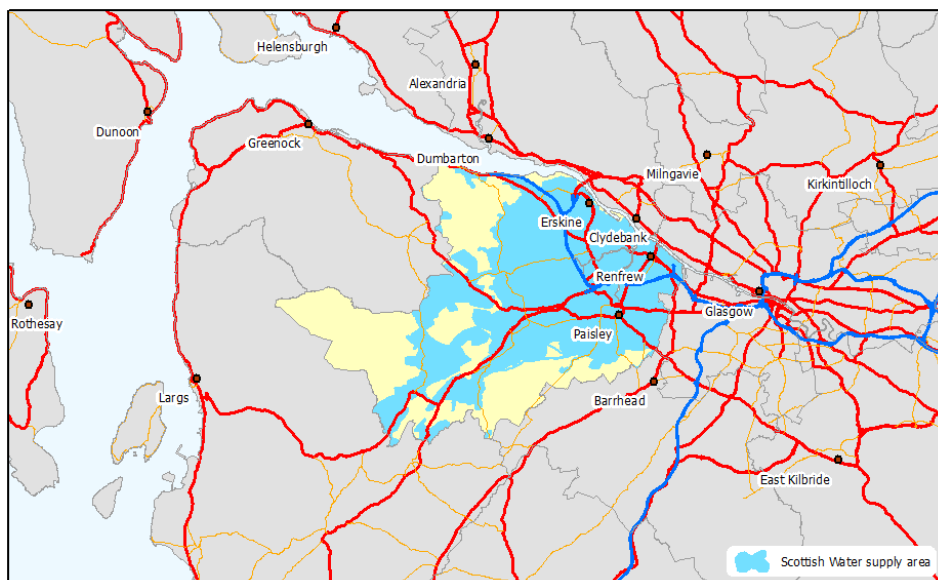 Helensburgh
Alexandria
Dunoon
Greenock
Dumbarton
Milngavie
Kirkintilloch
Erskine
Clydebank
Renfrew
Rothesay
Glasgow
Paisley
Largs
Barrhead
East Kilbride
Scottish Water supply area